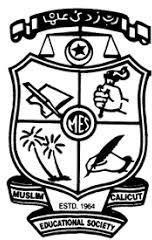 رب زدني علما
MES
ESTD. 1964
MUSLIM CALICUT
EDUCATIONAL SOCIETY